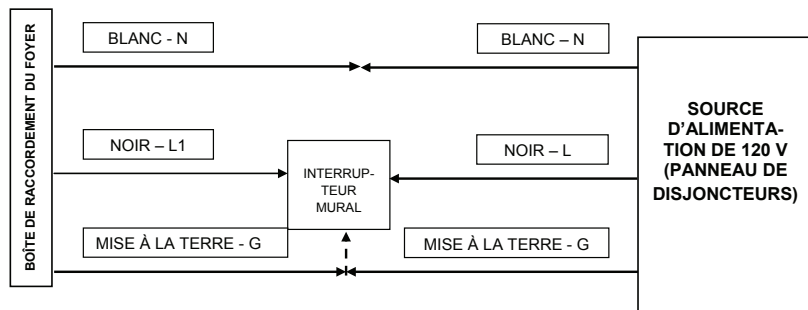 BOÎTE DE RACCORDEMENT DU FOYER
BLANC - N
BLANC – N
NOIR – L1
INTERRUP-
TEUR
MURAL
NOIR – L
MISE À LA TERRE - G
MISE À LA TERRE - G
SOURCE
D’ALIMENTA-
TION DE 120 V
(PANNEAU DE
DISJONCTEURS)